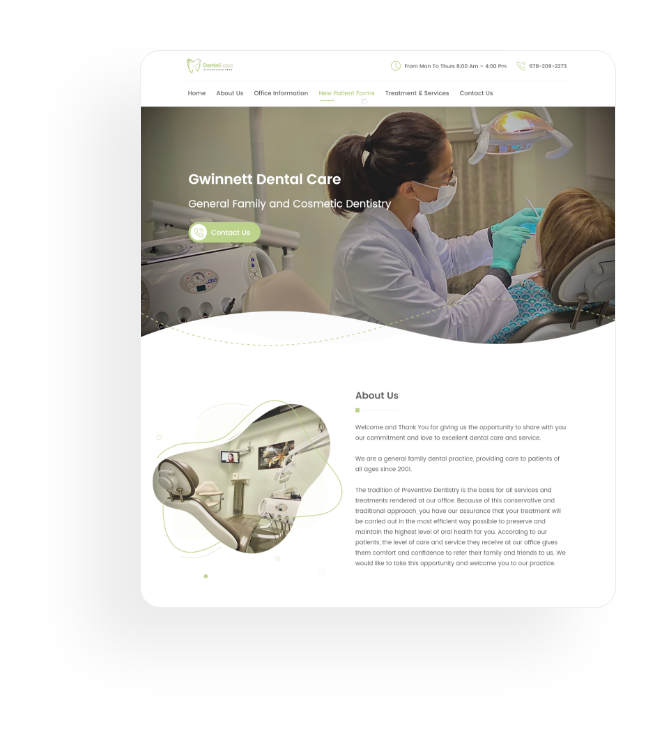 DentalLogo
From Mon To Thurs 8:00 Am – 4:00 Pm
678-209-2273
Home About Us Office Information New Patient Forms Treatment & Services Contact Us
Gwinnett Dental Care
General Family and Cosmetic Dentistry
Contact Us
About Us
Welcome and Thank You for giving us the opportunity to share with you
our commitment and love to excellent dental care and service.
We are a general family dental practice, providing care to patients of
all ages since 2001.
The tradition of Preventive Dentistry is the basis for all services and
treatments rendered at our office. Because of this conservative and
traditional approach, you have our assurance that your treatment will
be carried out in the most efficient way possible to preserve and
maintain the highest level of oral health for you. According to our
patients, the level of care and service they receive at our office gives
them comfort and confidence to refer their family and friends to us. We
would like to take this opportunity and welcome you to our practice.